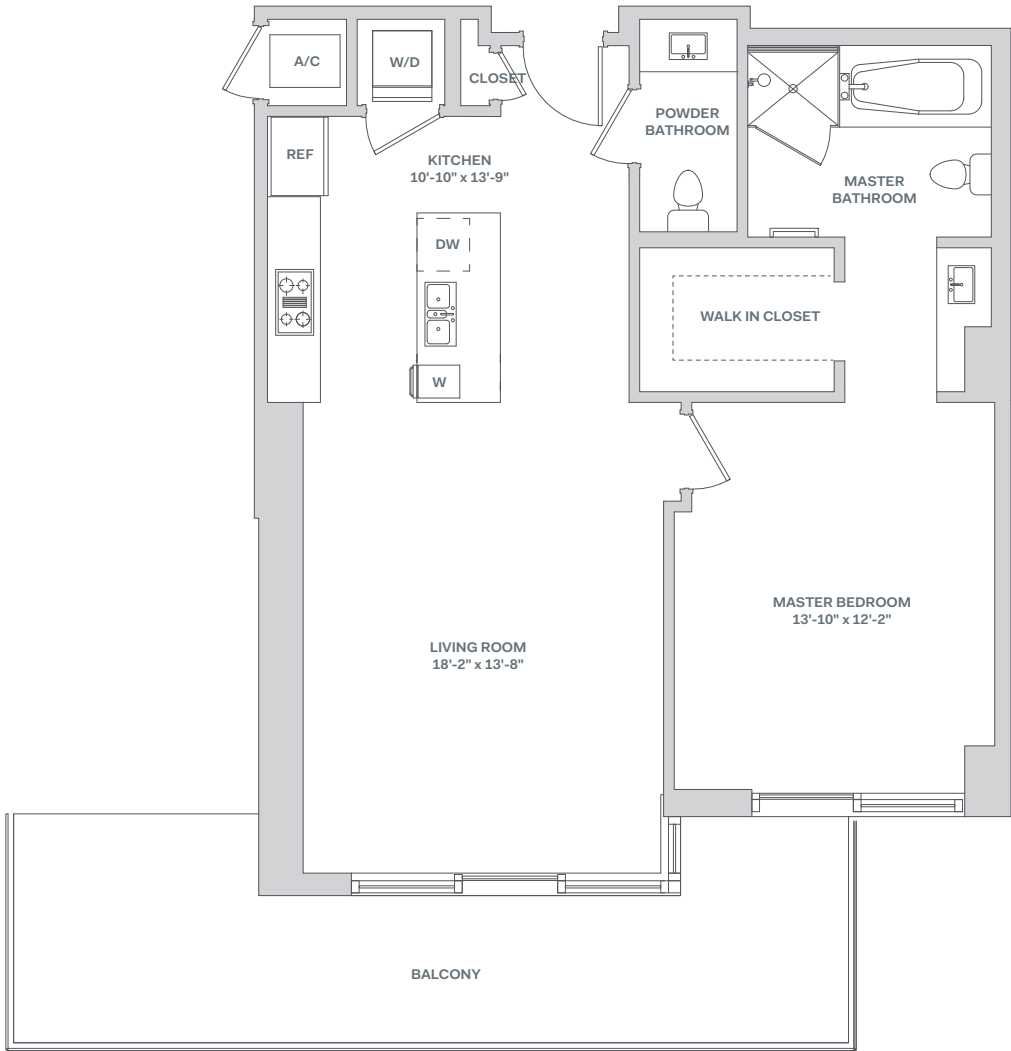 A/C
W/D
CLOSET
POWDER
BATHROOM
REF
KITCHEN
10'-10" x 13'-9"
MASTER
BATHROOM
DW
WALK IN CLOSET
W
MASTER BEDROOM
13'-10" x 12'-2"
LIVING ROOM
18'-2" x 13'-8"
BALCONY